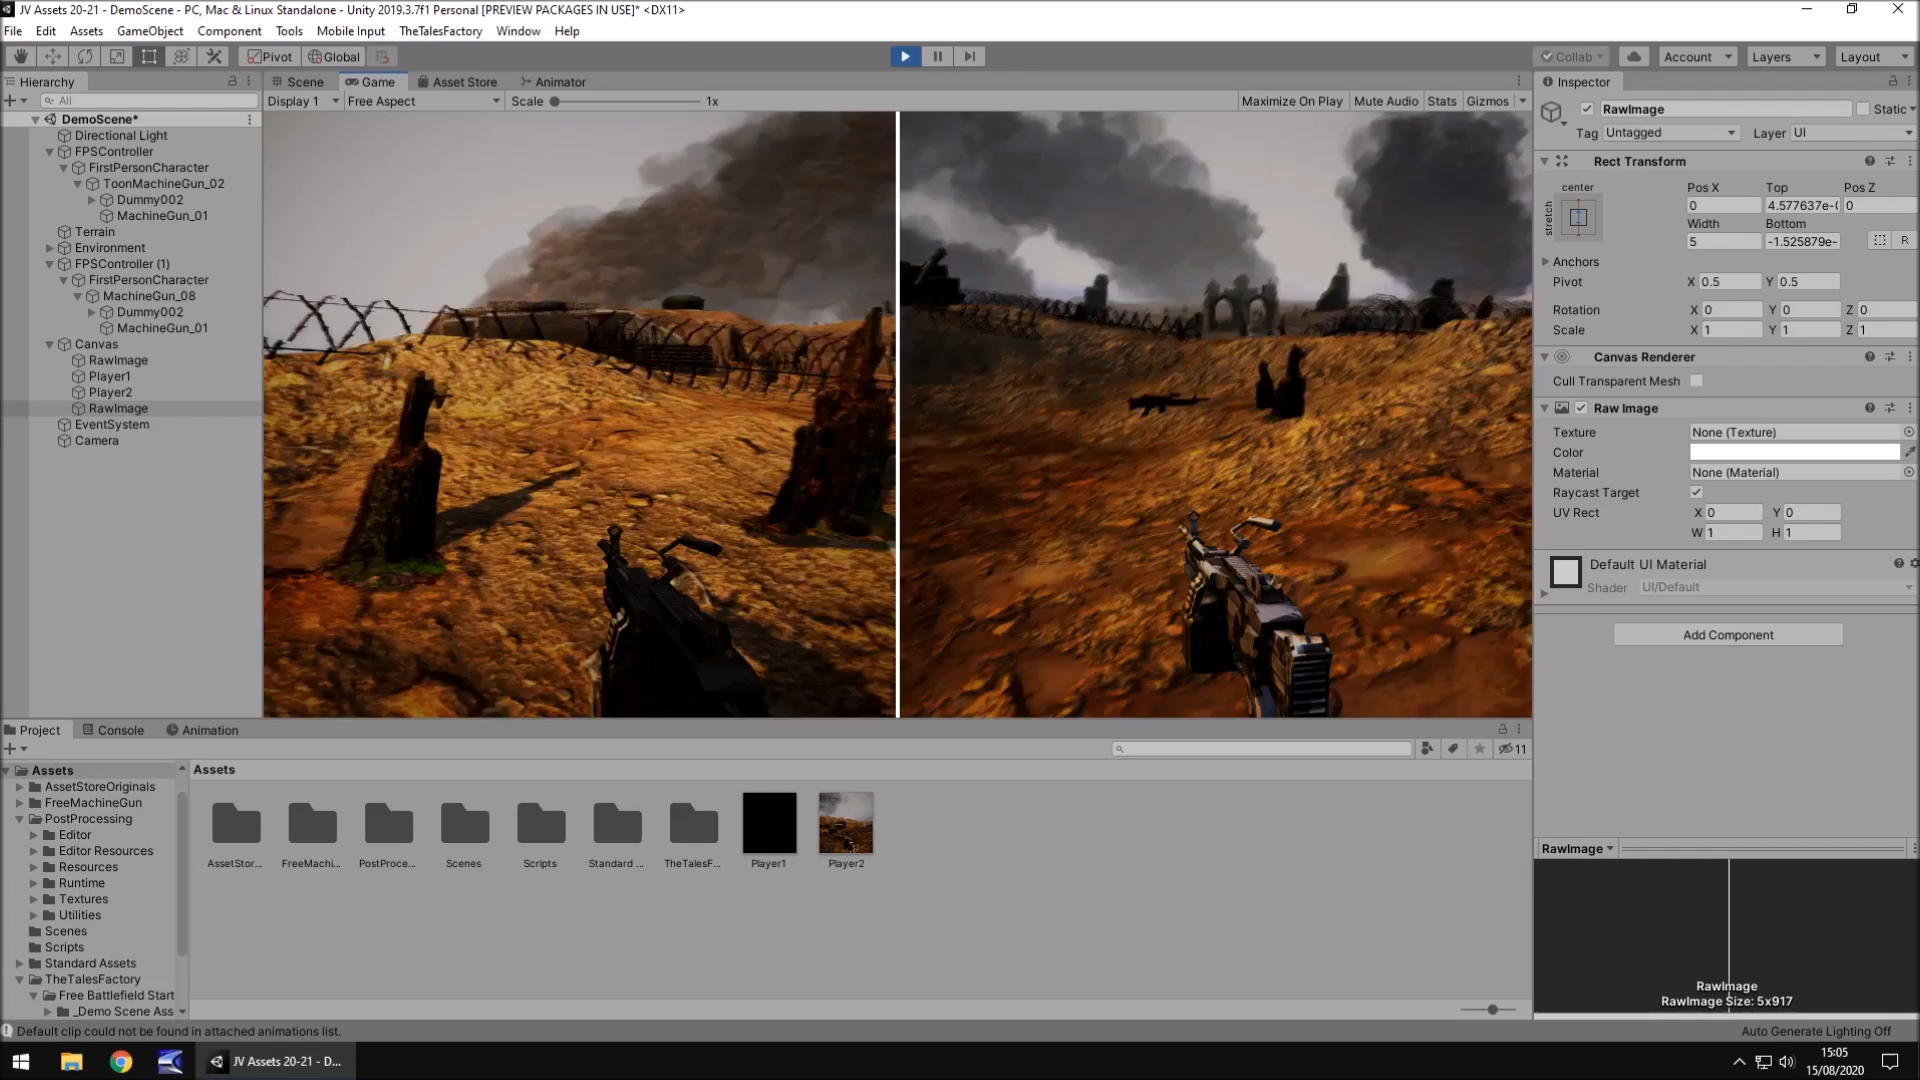 JV Assets 20-21 - DemoScene - PC, Mac & Linux Standalone - Unity 2019.3.7f1 Personal [PREVIEW PACKAGES IN USE]* <DX11>
File Edit Assets GameObject Component Tools Mobile Input TheTalesFactory Window Help
Pivot Global Collab Account Layers Layout
Hierarchy Scene Game Asset Store Animator Inspector
All Display 1 Free Aspect Scale 1x Maximize On Play Mute Audio Stats Gizmos
RawImage Static
DemoScene*
Tag Untagged Layer UI
Directional Light
FPSController
Rect Transform
FirstPersonCharacter
ToonMachineGun_02
center Pos X Top Pos Z
stretch
Dummy002
0 4.577637e-( 0
MachineGun_01
Width Bottom
Terrain
5 -1.525879e- R
Environment
FPSController (1)
Anchors
FirstPersonCharacter
Pivot X 0.5 Y 0.5
MachineGun_08
Dummy002
Rotation X 0 Y 0 Z 0
MachineGun_01
Scale X 1 Y 1 Z 1
Canvas
Canvas Renderer
RawImage
Player1
Cull Transparent Mesh
Player2
RawImage
Raw Image
EventSystem
Texture None (Texture)
Camera
Color
Material None (Material)
Raycast Target
UV Rect X 0 Y 0
W 1 H 1
Default UI Material
Shader UI/Default
Add Component
Project Console Animation
11
Assets
Assets
AssetStoreOriginals
FreeMachineGun
PostProcessing
Editor
Editor Resources
Resources
Runtime
Textures
Utilities
Scenes
Scripts
Standard Assets
TheTalesFactory
Free Battlefield Start
_Demo Scene Ass
AssetStor... FreeMachi... PostProce... Scenes Scripts Standard ... TheTalesF... Player1 Player2
RawImage
RawImage
RawImage Size: 5x917
Default clip could not be found in attached animations list.
Auto Generate Lighting Off
JV Assets 20-21 - D...
15:05
15/08/2020